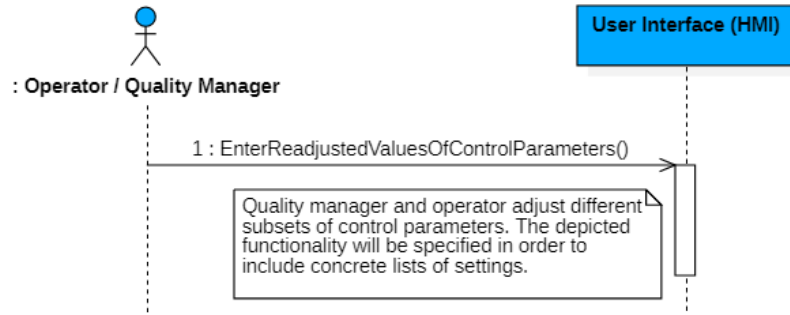 User Interface (HMI)
: Operator / Quality Manager
1 : EnterReadjustedValuesOfControlParameters()
Quality manager and operator adjust different
subsets of control parameters. The depicted
functionality will be specified in order to
include concrete lists of settings.